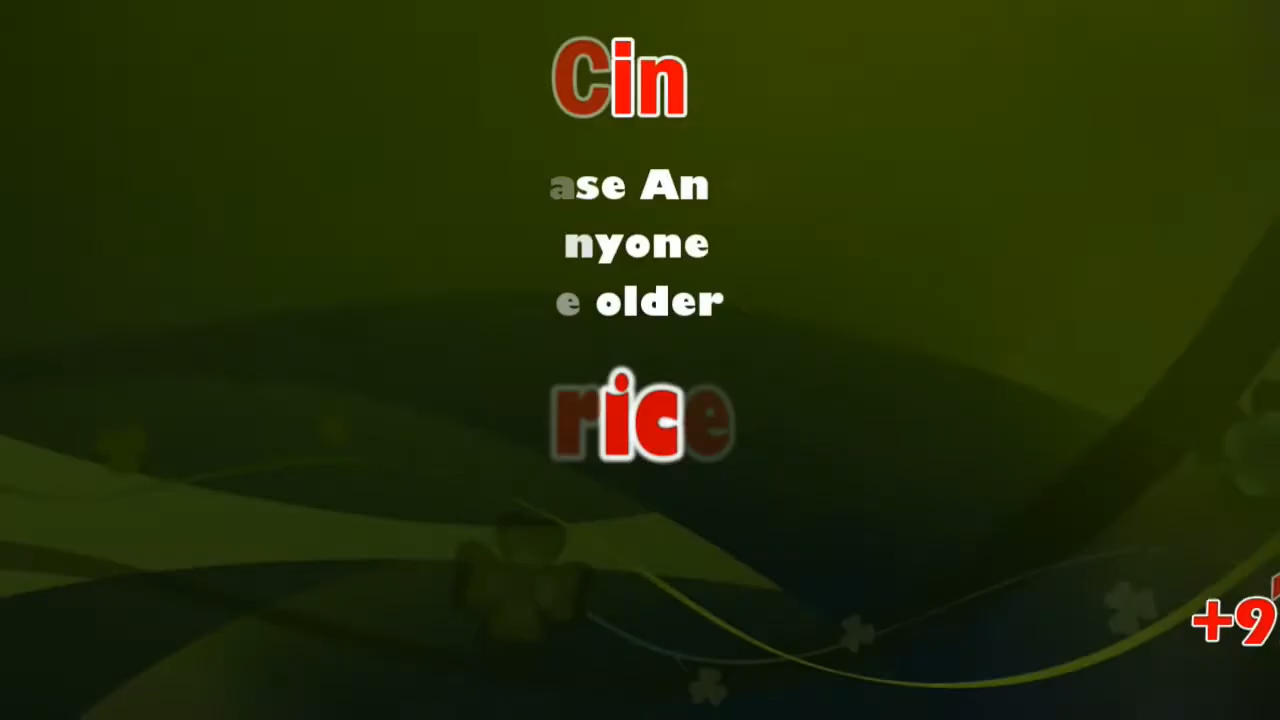 Cin
ase An
nyone
e older
rice
+9